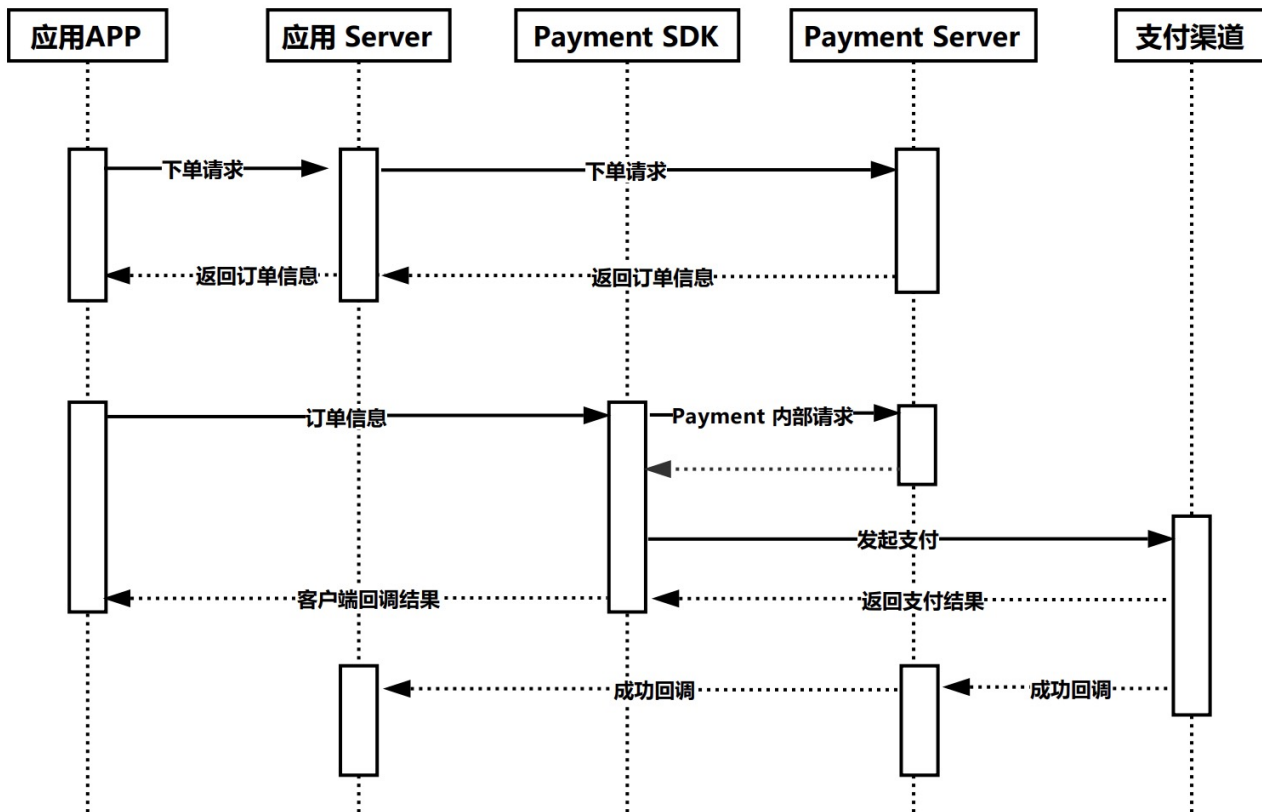 应用APP
应用 Server
Payment SDK
Payment Server
支付渠道
下单请求
下单请求
返回订单信息
返回订单信息
订单信息
Payment 内部请求
发起支付
客户端回调结果
返回支付结果
成功回调
成功回调